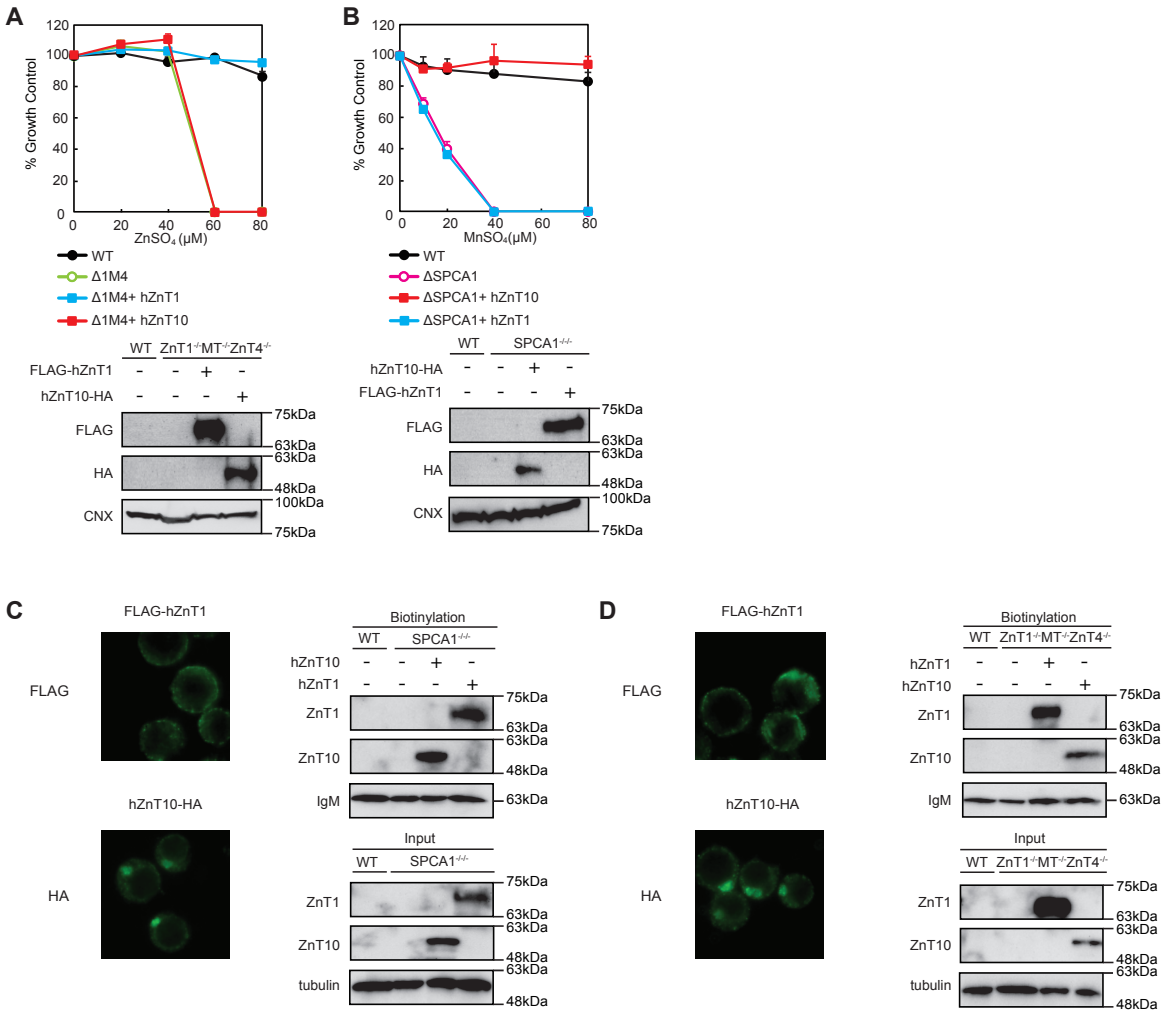 A
120
100
80
60
40
20
0
% Growth Control
0 20 40 60 80
ZnSO₄(µM)
WT
Δ1M4
Δ1M4+ hZnT1
Δ1M4+ hZnT10
WT ZnT1⁻/⁻MT⁻/⁻ZnT4⁻/⁻
FLAG-hZnT1 - - + -
hZnT10-HA - - - +
FLAG 75kDa
63kDa
HA 63kDa
48kDa
CNX 100kDa
75kDa
B
120
100
80
60
40
20
0
% Growth Control
0 20 40 60 80
MnSO₄(µM)
WT
ΔSPCA1
ΔSPCA1+ hZnT10
ΔSPCA1+ hZnT1
WT SPCA1⁻/⁻/⁻
hZnT10-HA - - + -
FLAG-hZnT1 - - - +
FLAG 75kDa
63kDa
HA 63kDa
48kDa
CNX 100kDa
75kDa
C
FLAG-hZnT1
FLAG
hZnT10-HA
HA
Biotinylation
WT SPCA1⁻/⁻/⁻
hZnT10 - - + -
hZnT1 - - - +
ZnT1 75kDa
63kDa
ZnT10 63kDa
48kDa
IgM 63kDa
Input
WT SPCA1⁻/⁻/⁻
ZnT1 75kDa
63kDa
ZnT10 63kDa
48kDa
tubulin 63kDa
48kDa
D
FLAG-hZnT1
FLAG
hZnT10-HA
HA
Biotinylation
WT ZnT1⁻/⁻MT⁻/⁻ZnT4⁻/⁻
hZnT1 - - + -
hZnT10 - - - +
ZnT1 75kDa
63kDa
ZnT10 63kDa
48kDa
IgM 63kDa
Input
WT ZnT1⁻/⁻MT⁻/⁻ZnT4⁻/⁻
ZnT1 75kDa
63kDa
ZnT10 63kDa
48kDa
tubulin 63kDa
48kDa